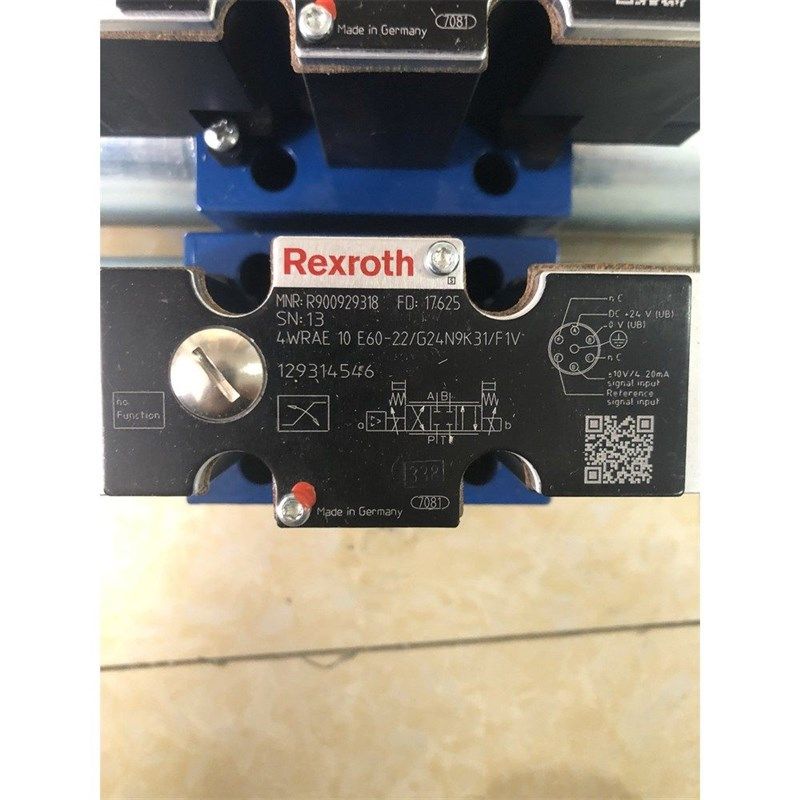 Made in Germany 7081
Rexroth
S
MNR: R900929318 FD: 17625
SN: 13
4WRAE 10 E60-22/G24N9K31/F1V
129314546
no
Function
A B
a b
P T
338
Made in Germany 7081
n.C
DC +24 V (UB)
0 V (UB)
n.C
±10V/4..20mA
signal input
Reference
signal input